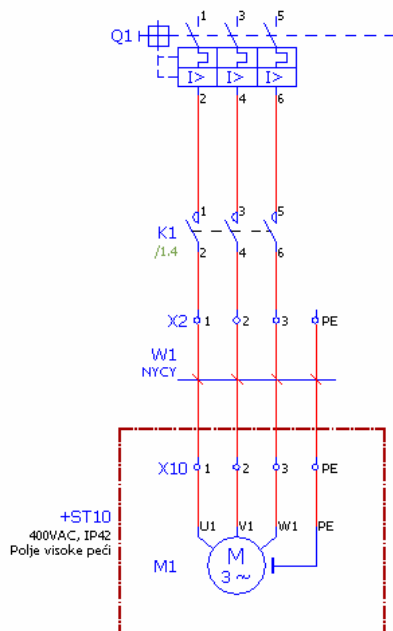 1 3 5
Q1
I> I> I>
2 4 6
1 3 5
K1
/1.4
2 4 6
X2 1 2 3 PE
W1
NYCY
X10 1 2 3 PE
+ST10
400VAC, IP42
Polje visoke peći
U1 V1 W1 PE
M1
M
3 ~